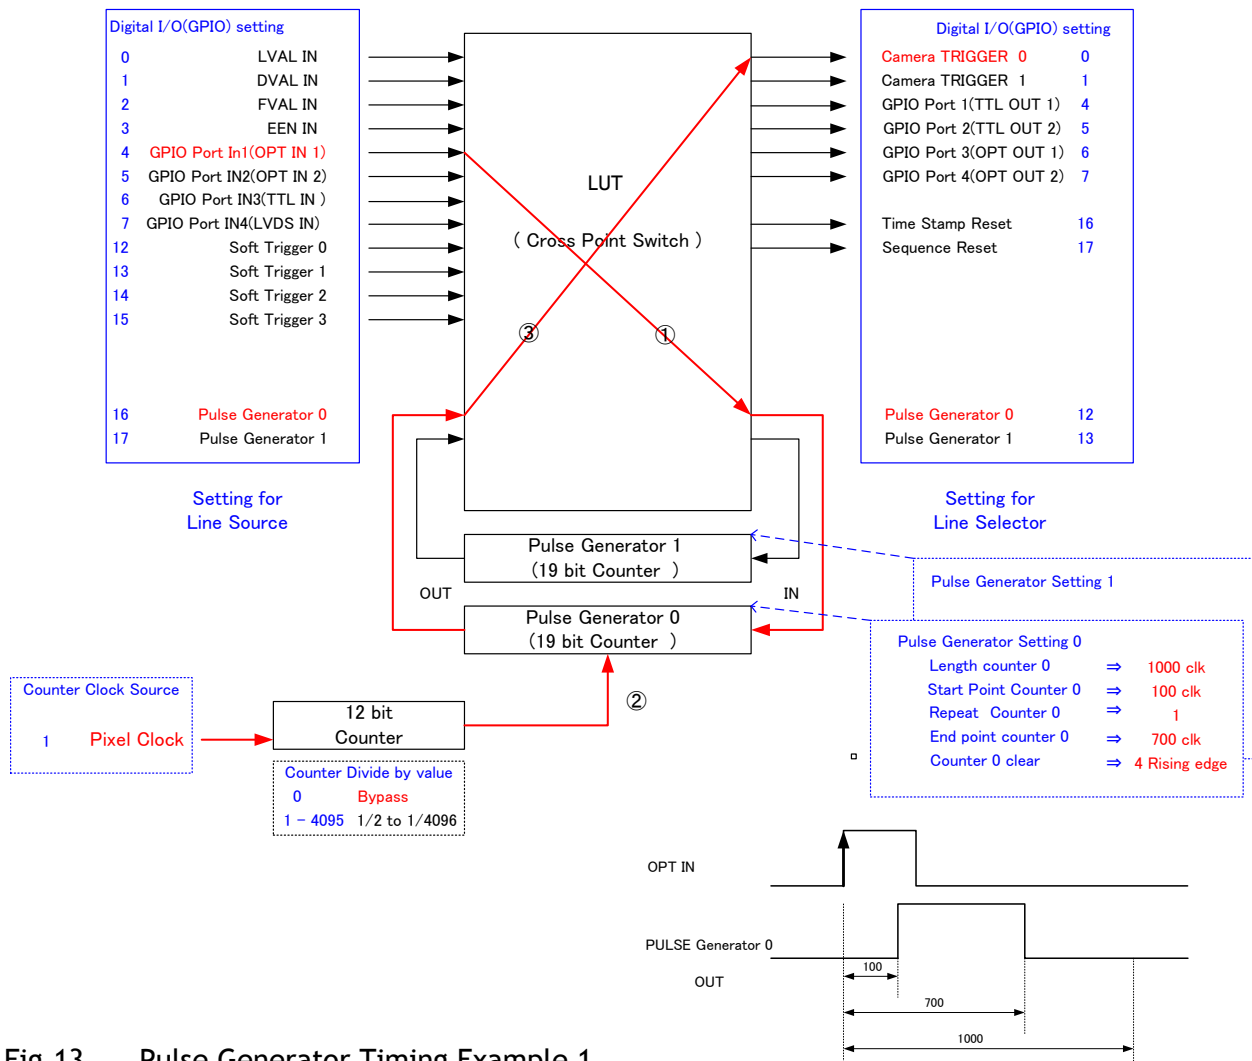 Digital I/O(GPIO) setting
0 LVAL IN
1 DVAL IN
2 FVAL IN
3 EEN IN
4 GPIO Port In1(OPT IN 1)
5 GPIO Port IN2(OPT IN 2)
6 GPIO Port IN3(TTL IN )
7 GPIO Port IN4(LVDS IN)
12 Soft Trigger 0
13 Soft Trigger 1
14 Soft Trigger 2
15 Soft Trigger 3
16 Pulse Generator 0
17 Pulse Generator 1
Setting for
Line Source
LUT
( Cross Point Switch )
③
①
Digital I/O(GPIO) setting
Camera TRIGGER 0 0
Camera TRIGGER 1 1
GPIO Port 1(TTL OUT 1) 4
GPIO Port 2(TTL OUT 2) 5
GPIO Port 3(OPT OUT 1) 6
GPIO Port 4(OPT OUT 2) 7
Time Stamp Reset 16
Sequence Reset 17
Pulse Generator 0 12
Pulse Generator 1 13
Setting for
Line Selector
Pulse Generator 1
(19 bit Counter )
OUT
IN
Pulse Generator 0
(19 bit Counter )
②
Pulse Generator Setting 1
Pulse Generator Setting 0
Length counter 0 ⇒ 1000 clk
Start Point Counter 0 ⇒ 100 clk
Repeat Counter 0 ⇒ 1
End point counter 0 ⇒ 700 clk
Counter 0 clear ⇒ 4 Rising edge
Counter Clock Source
1 Pixel Clock
12 bit
Counter
Counter Divide by value
0 Bypass
1 - 4095 1/2 to 1/4096
OPT IN
PULSE Generator 0
OUT
100
700
1000
Fig.13 Pulse Generator Timing Example 1